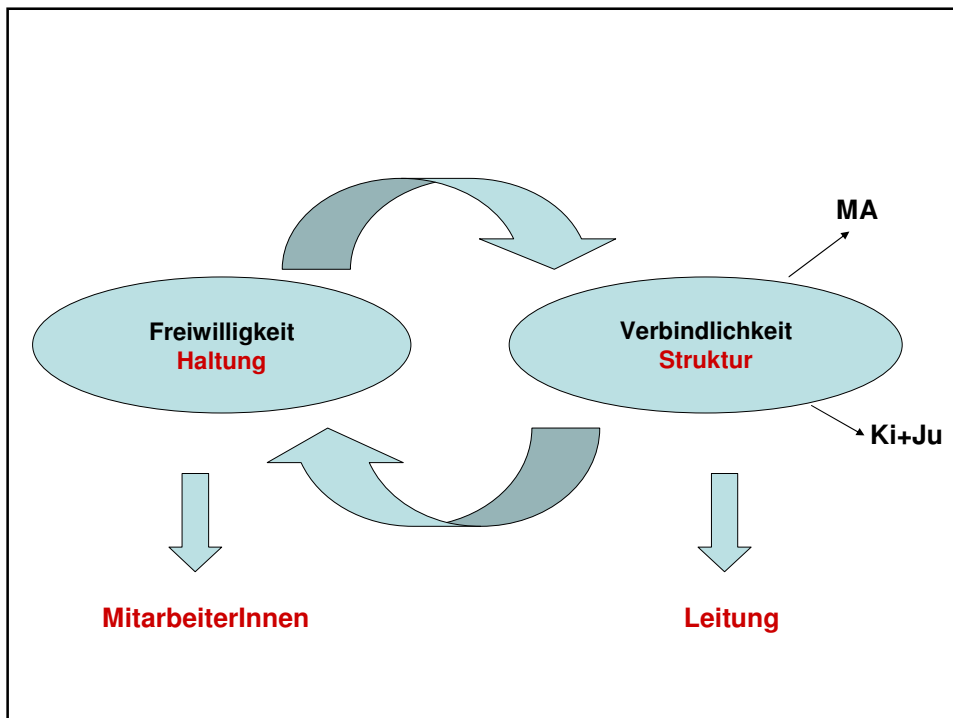 MA
Freiwilligkeit
Haltung
Verbindlichkeit
Struktur
Ki+Ju
MitarbeiterInnen
Leitung